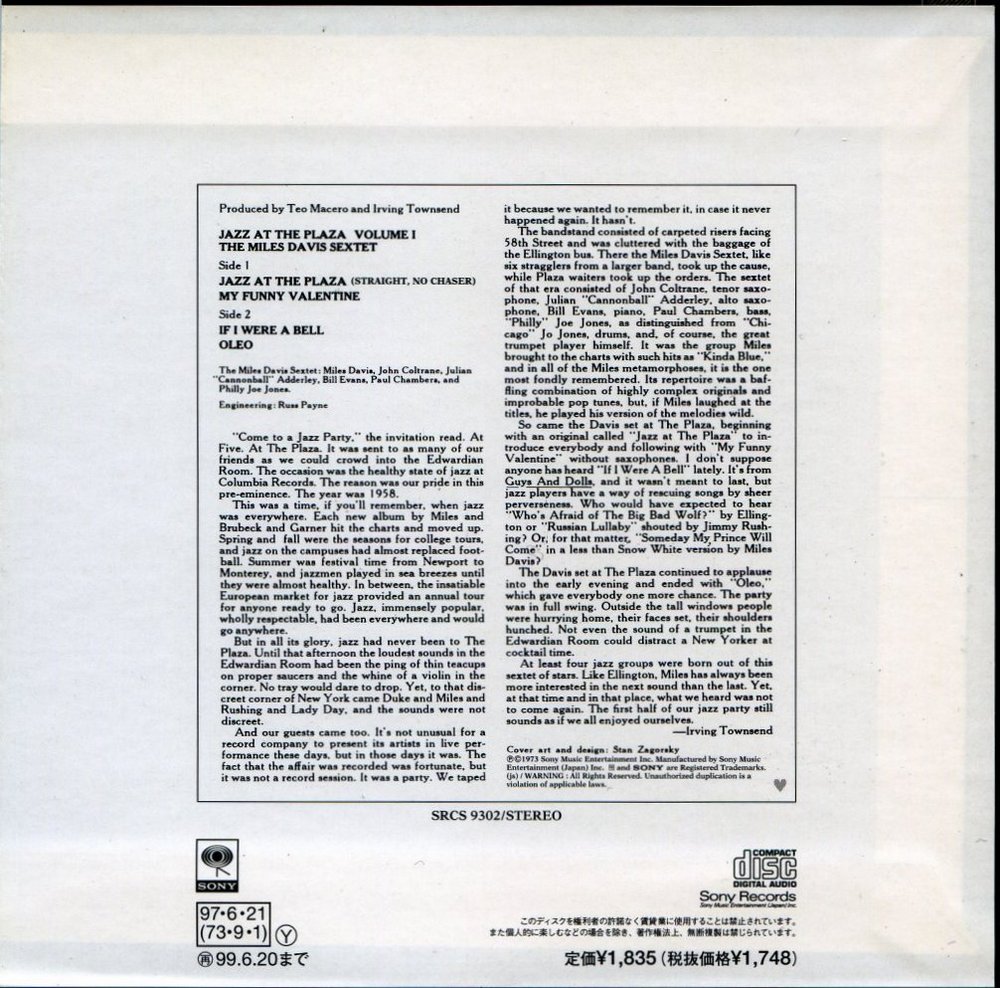 Produced by Teo Macero and Irving Townsend
JAZZ AT THE PLAZA VOLUME I
THE MILES DAVIS SEXTET
Side 1
JAZZ AT THE PLAZA (STRAIGHT, NO CHASER)
MY FUNNY VALENTINE
Side 2
IF I WERE A BELL
OLEO
The Miles Davis Sextet: Miles Davis, John Coltrane, Julian
"Cannonball" Adderley, Bill Evans, Paul Chambers, and
Philly Joe Jones.
Engineering: Russ Payne
"Come to a Jazz Party," the invitation read. At
Five. At The Plaza. It was sent to as many of our
friends as we could crowd into the Edwardian
Room. The occasion was the healthy state of jazz at
Columbia Records. The reason was our pride in this
pre-eminence. The year was 1958.
This was a time, if you'll remember, when jazz
was everywhere. Each new album by Miles and
Brubeck and Garner hit the charts and moved up.
Spring and fall were the seasons for college tours,
and jazz on the campuses had almost replaced foot-
ball. Summer was festival time from Newport to
Monterey, and jazzmen played in sea breezes until
they were almost healthy. In between, the insatiable
European market for jazz provided an annual tour
for anyone ready to go. Jazz, immensely popular,
wholly respectable, had been everywhere and would
go anywhere.
But in all its glory, jazz had never been to The
Plaza. Until that afternoon the loudest sounds in the
Edwardian Room had been the ping of thin teacups
on proper saucers and the whine of a violin in the
corner. No tray would dare to drop. Yet, to that dis-
creet corner of New York came Duke and Miles and
Rushing and Lady Day, and the sounds were not
discreet.
And our guests came too. It's not unusual for a
record company to present its artists in live per-
formance these days, but in those days it was. The
fact that the affair was recorded was fortunate, but
it was not a record session. It was a party. We taped
it because we wanted to remember it, in case it never
happened again. It hasn't.
The bandstand consisted of carpeted risers facing
58th Street and was cluttered with the baggage of
the Ellington bus. There the Miles Davis Sextet, like
six stragglers from a larger band, took up the cause,
while Plaza waiters took up the orders. The sextet
of that era consisted of John Coltrane, tenor saxo-
phone, Julian "Cannonball" Adderley, alto saxo-
phone, Bill Evans, piano, Paul Chambers, bass,
"Philly" Joe Jones, as distinguished from "Chi-
cago" Jo Jones, drums, and, of course, the great
trumpet player himself. It was the group Miles
brought to the charts with such hits as "Kinda Blue,"
and in all of the Miles metamorphoses, it is the one
most fondly remembered. Its repertoire was a baf-
fling combination of highly complex originals and
improbable pop tunes, but, if Miles laughed at the
titles, he played his version of the melodies wild.
So came the Davis set at The Plaza, beginning
with an original called "Jazz at The Plaza" to in-
troduce everybody and following with "My Funny
Valentine" without saxophones. I don't suppose
anyone has heard "If I Were A Bell" lately. It's from
Guys And Dolls, and it wasn't meant to last, but
jazz players have a way of rescuing songs by sheer
perverseness. Who would have expected to hear
"Who's Afraid of The Big Bad Wolf?" by Elling-
ton or "Russian Lullaby" shouted by Jimmy Rush-
ing? Or, for that matter, "Someday My Prince Will
Come" in a less than Snow White version by Miles
Davis?
The Davis set at The Plaza continued to applause
into the early evening and ended with "Oleo,"
which gave everybody one more chance. The party
was in full swing. Outside the tall windows people
were hurrying home, their faces set, their shoulders
hunched. Not even the sound of a trumpet in the
Edwardian Room could distract a New Yorker at
cocktail time.
At least four jazz groups were born out of this
sextet of stars. Like Ellington, Miles has always been
more interested in the next sound than the last. Yet,
at that time and in that place, what we heard was not
to come again. The first half of our jazz party still
sounds as if we all enjoyed ourselves.
—Irving Townsend
Cover art and design: Stan Zagorsky
℗©1973 Sony Music Entertainment Inc. Manufactured by Sony Music
Entertainment (Japan) Inc. and SONY are Registered Trademarks.
(js) / WARNING : All Rights Reserved. Unauthorized duplication is a
violation of applicable laws.
SRCS 9302/STEREO
SONY
COMPACT
disc
DIGITAL AUDIO
Sony Records
Sony Music Entertainment (Japan) Inc.
97・6・21
(73・9・1) Ⓨ
再99.6.20まで
このディスクを権利者の許諾なく賃貸業に使用することは禁止されています。
また個人的に楽しむなどの場合を除き、著作権法上、無断複製は禁じられています。
定価¥1,835 (税抜価格¥1,748)